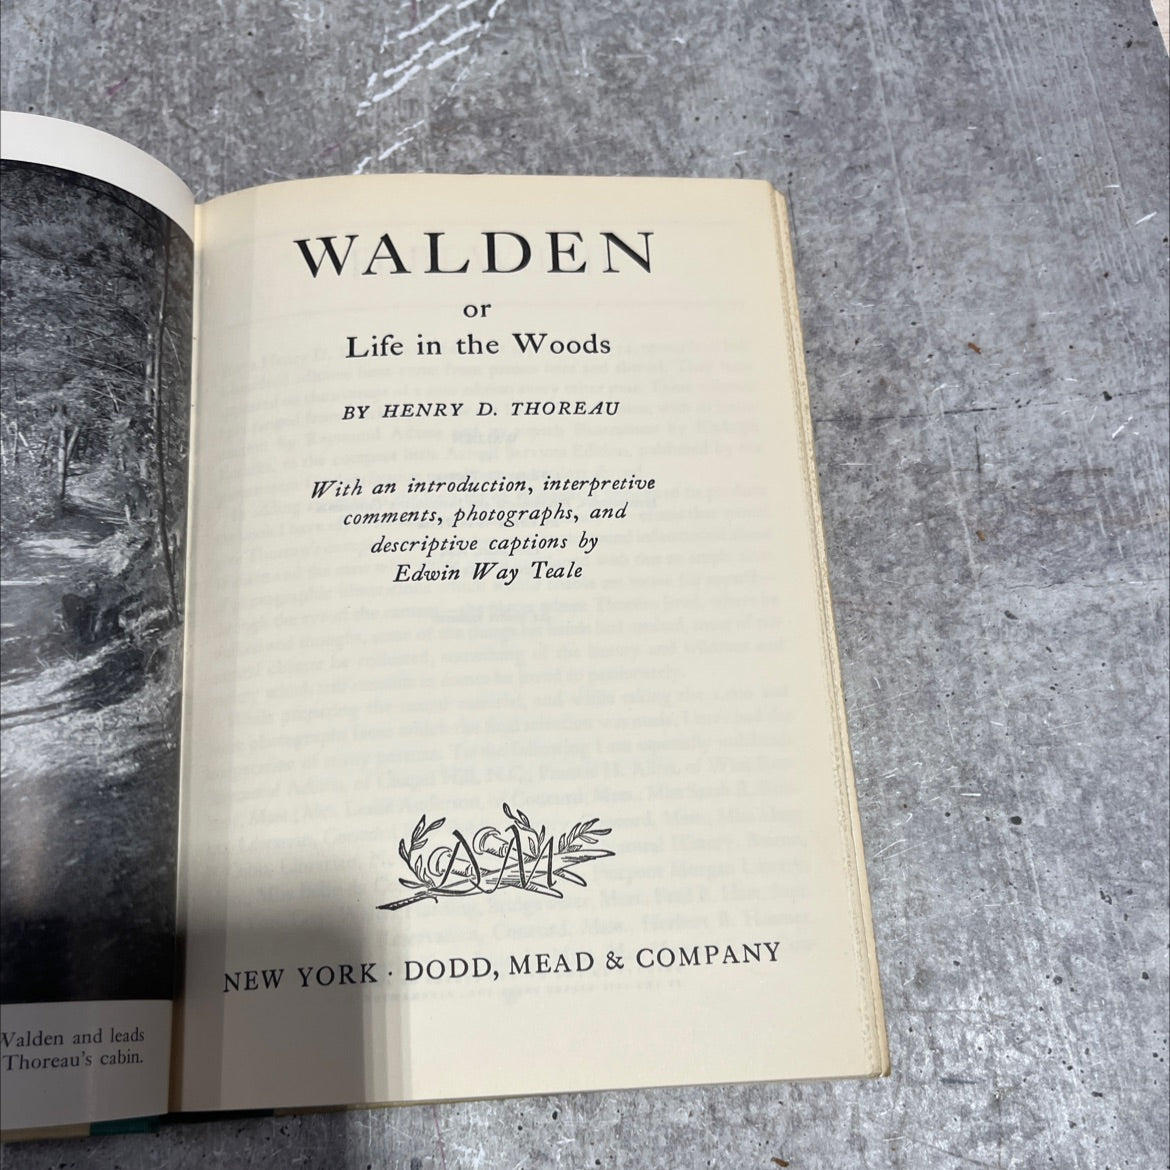 Walden and leads
Thoreau's cabin.
WALDEN
or
Life in the Woods
BY HENRY D. THOREAU
With an introduction, interpretive
comments, photographs, and
descriptive captions by
Edwin Way Teale
DM
NEW YORK · DODD, MEAD & COMPANY